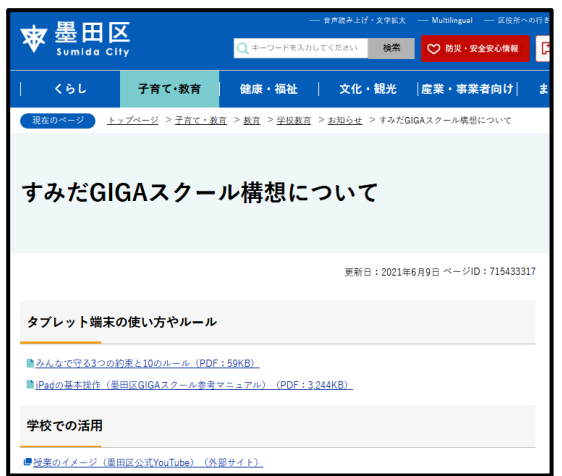 墨田区
Sumida City
音声読み上げ・文字拡大 Multilingual 区役所への行き
キーワードを入力してください 検索 防災・安全安心情報
くらし 子育て・教育 健康・福祉 文化・観光 産業・事業者向け
現在のページ トップページ > 子育て・教育 > 教育 > 学校教育 > お知らせ > すみだGIGAスクール構想について
すみだGIGAスクール構想について
更新日：2021年6月9日 ページID：715433317
タブレット端末の使い方やルール
みんなで守る3つの約束と10のルール（PDF：59KB）
iPadの基本操作（墨田区GIGAスクール参考マニュアル）（PDF：3,244KB）
学校での活用
授業のイメージ（墨田区公式YouTube）（外部サイト）